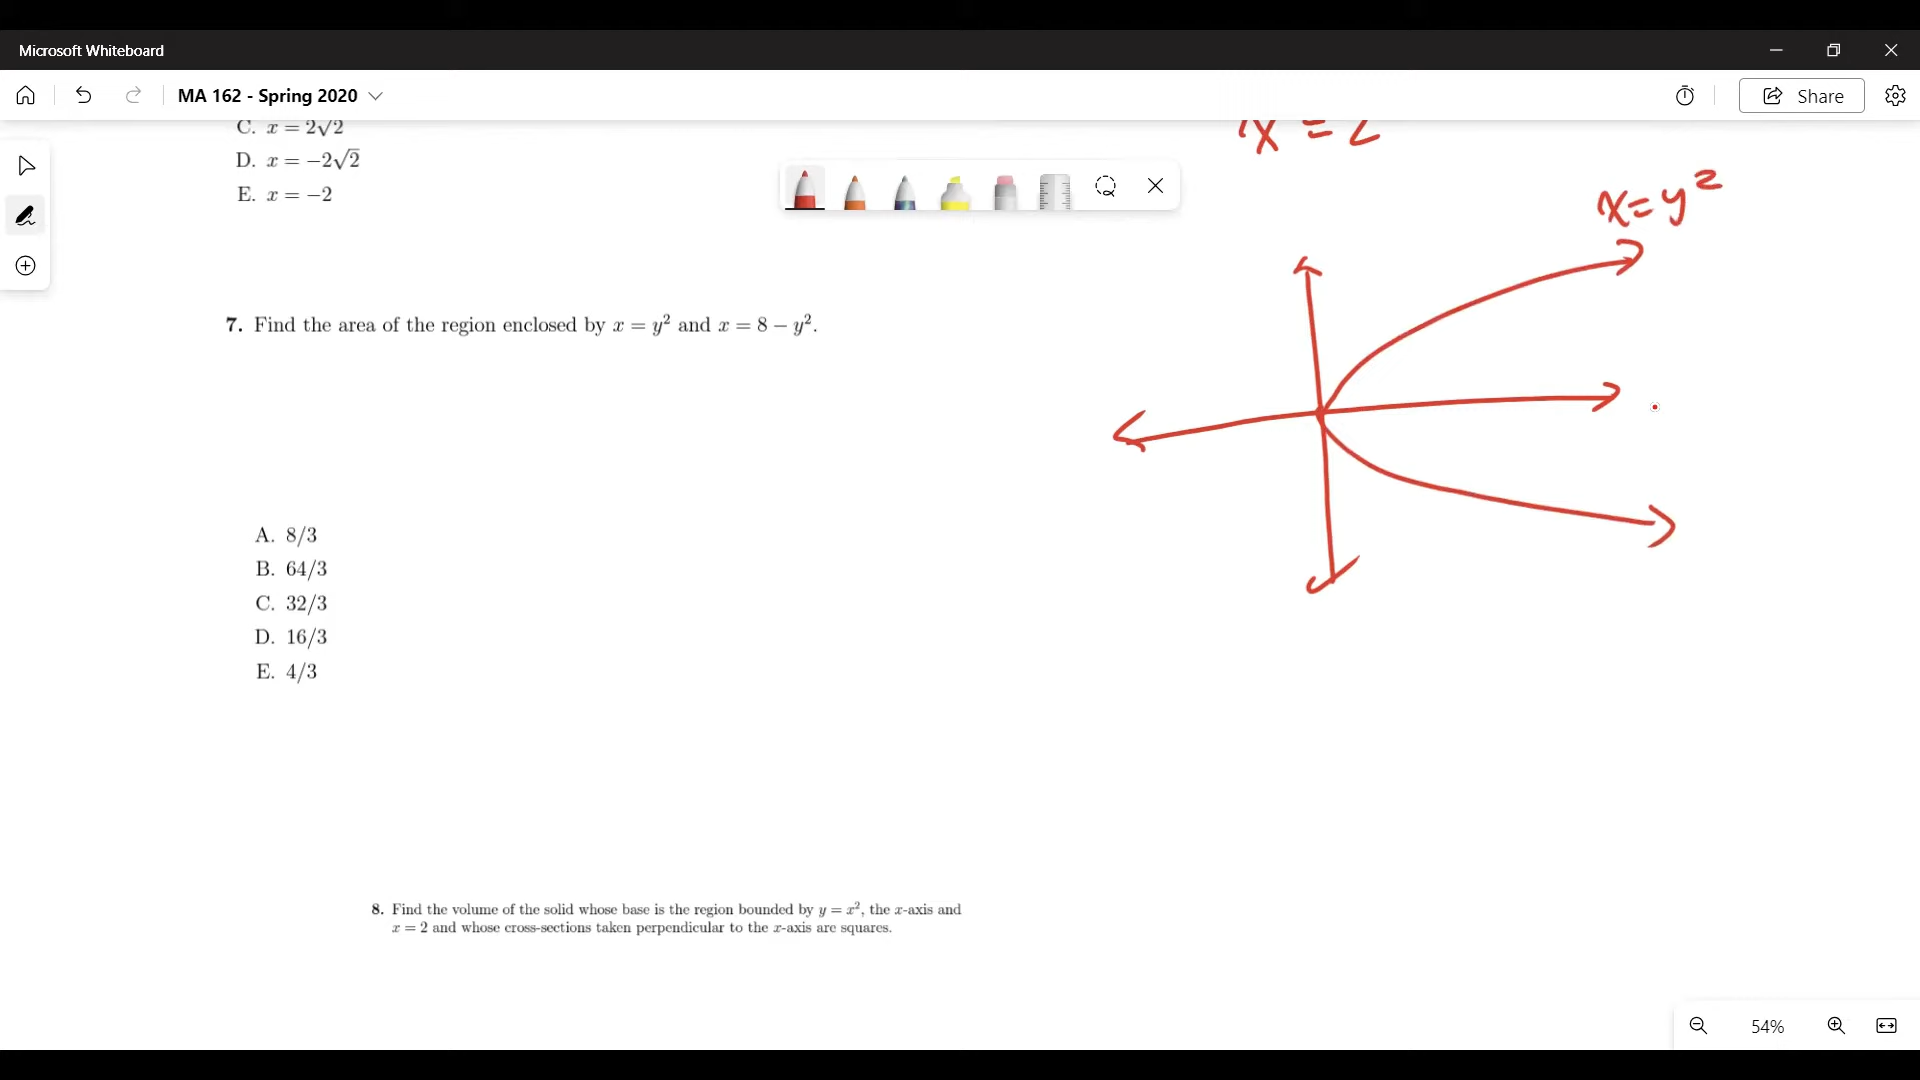 Microsoft Whiteboard
MA 162 - Spring 2020
Share
C. x = 2√2
D. x = −2√2
E. x = −2
x = 2
x = y²
7. Find the area of the region enclosed by x = y² and x = 8 − y².
A. 8/3
B. 64/3
C. 32/3
D. 16/3
E. 4/3
8. Find the volume of the solid whose base is the region bounded by y = x², the x-axis and
x = 2 and whose cross-sections taken perpendicular to the x-axis are squares.
54%